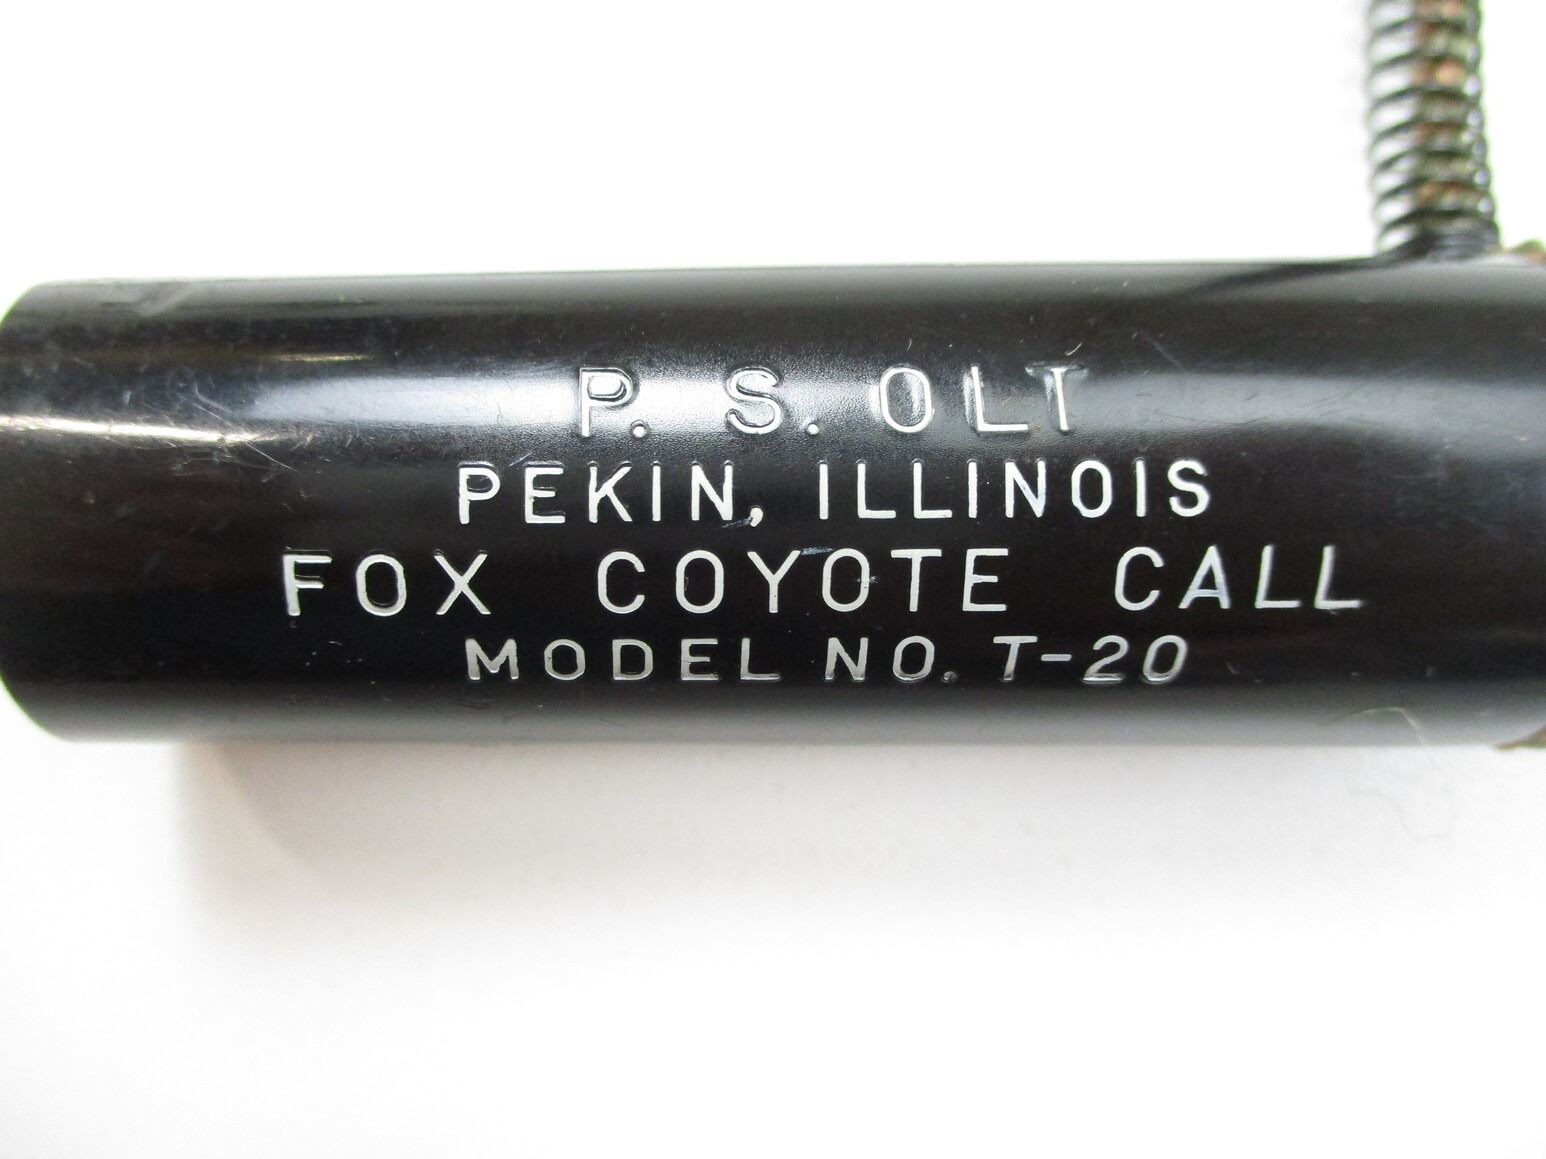 P. S. OLT
PEKIN, ILLINOIS
FOX COYOTE CALL
MODEL NO. T-20